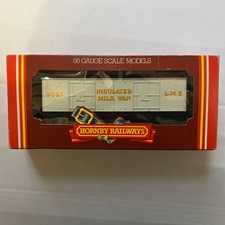 00 GAUGE SCALE MODELS
INSULATED
MILK VAN
L.M.S
HORNBY RAILWAYS